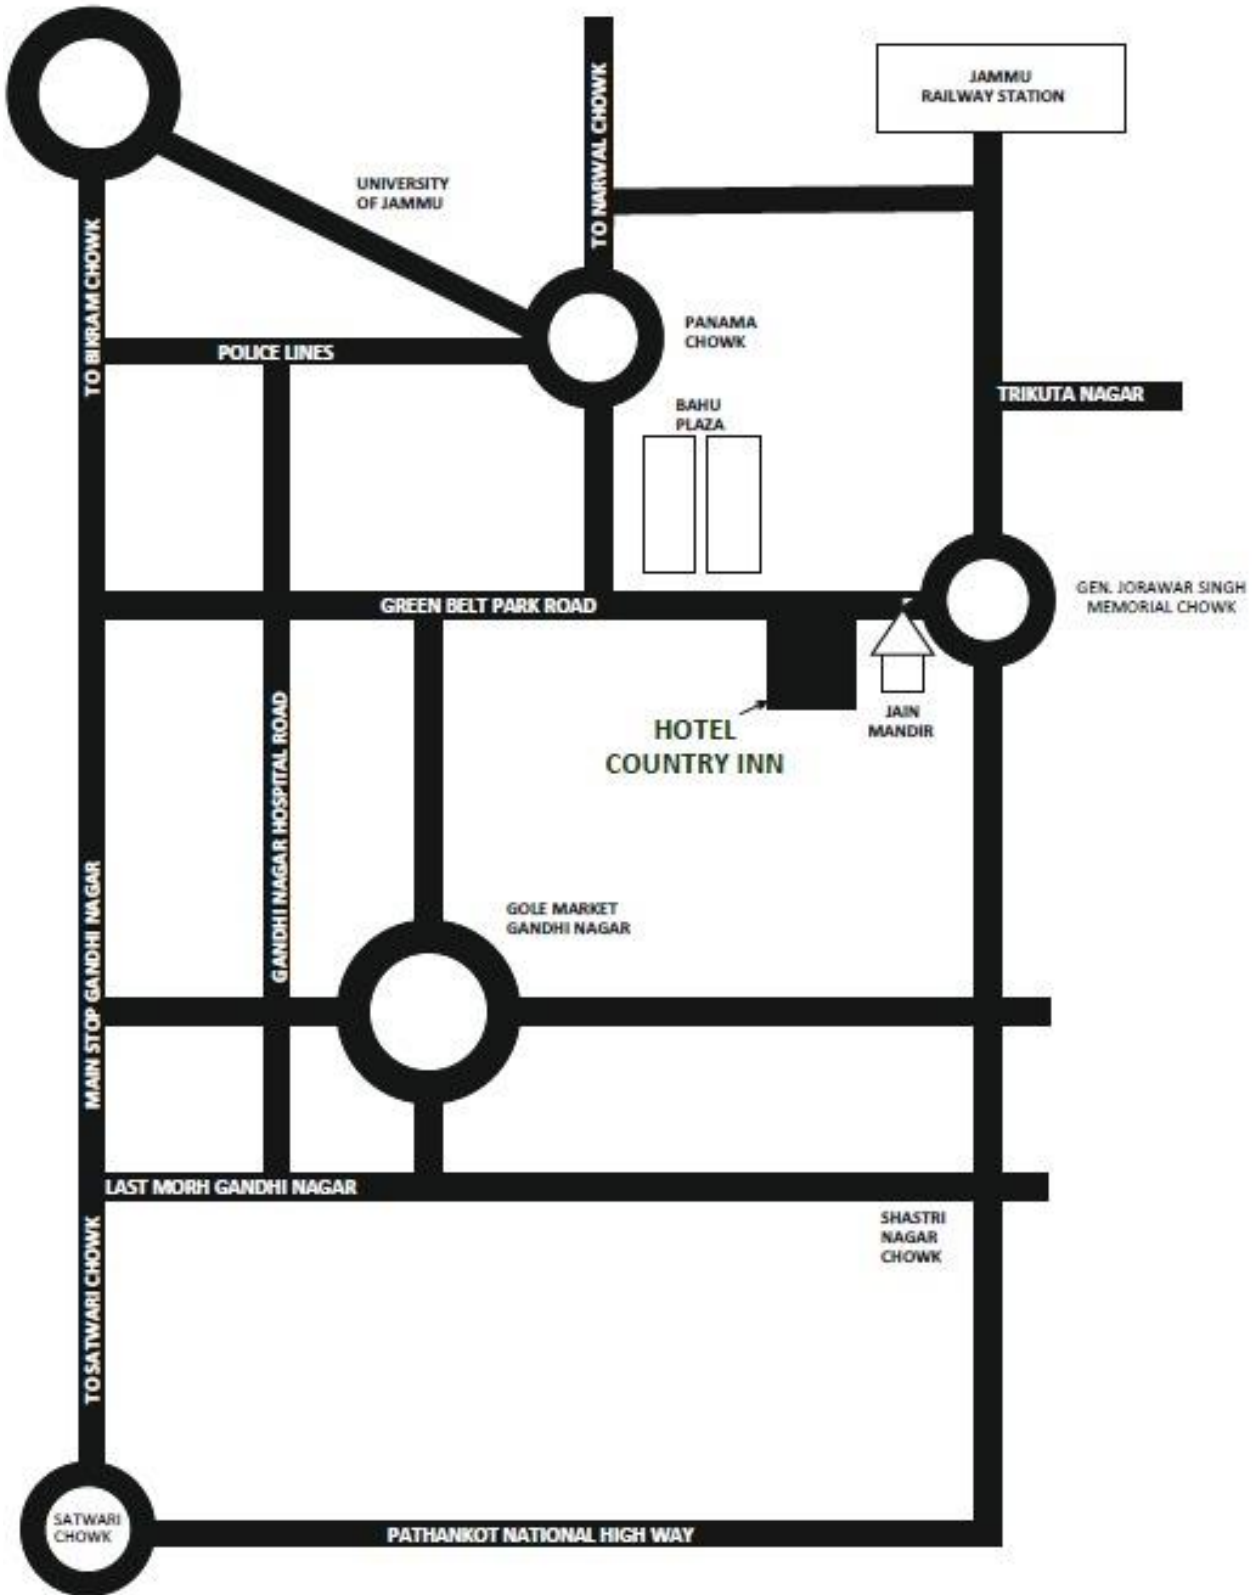 JAMMU
RAILWAY STATION
TO NARWAL CHOWK
UNIVERSITY
OF JAMMU
TO BIKRAM CHOWK
PANAMA
CHOWK
POLICE LINES
TRIKUTA NAGAR
BAHU
PLAZA
GEN. JORAWAR SINGH
MEMORIAL CHOWK
GREEN BELT PARK ROAD
JAIN
MANDIR
HOTEL
COUNTRY INN
GANDHI NAGAR HOSPITAL ROAD
MAIN STOP GANDHI NAGAR
GOLE MARKET
GANDHI NAGAR
LAST MORH GANDHI NAGAR
SHASTRI
NAGAR
CHOWK
TO SATWARI CHOWK
SATWARI
CHOWK
PATHANKOT NATIONAL HIGH WAY